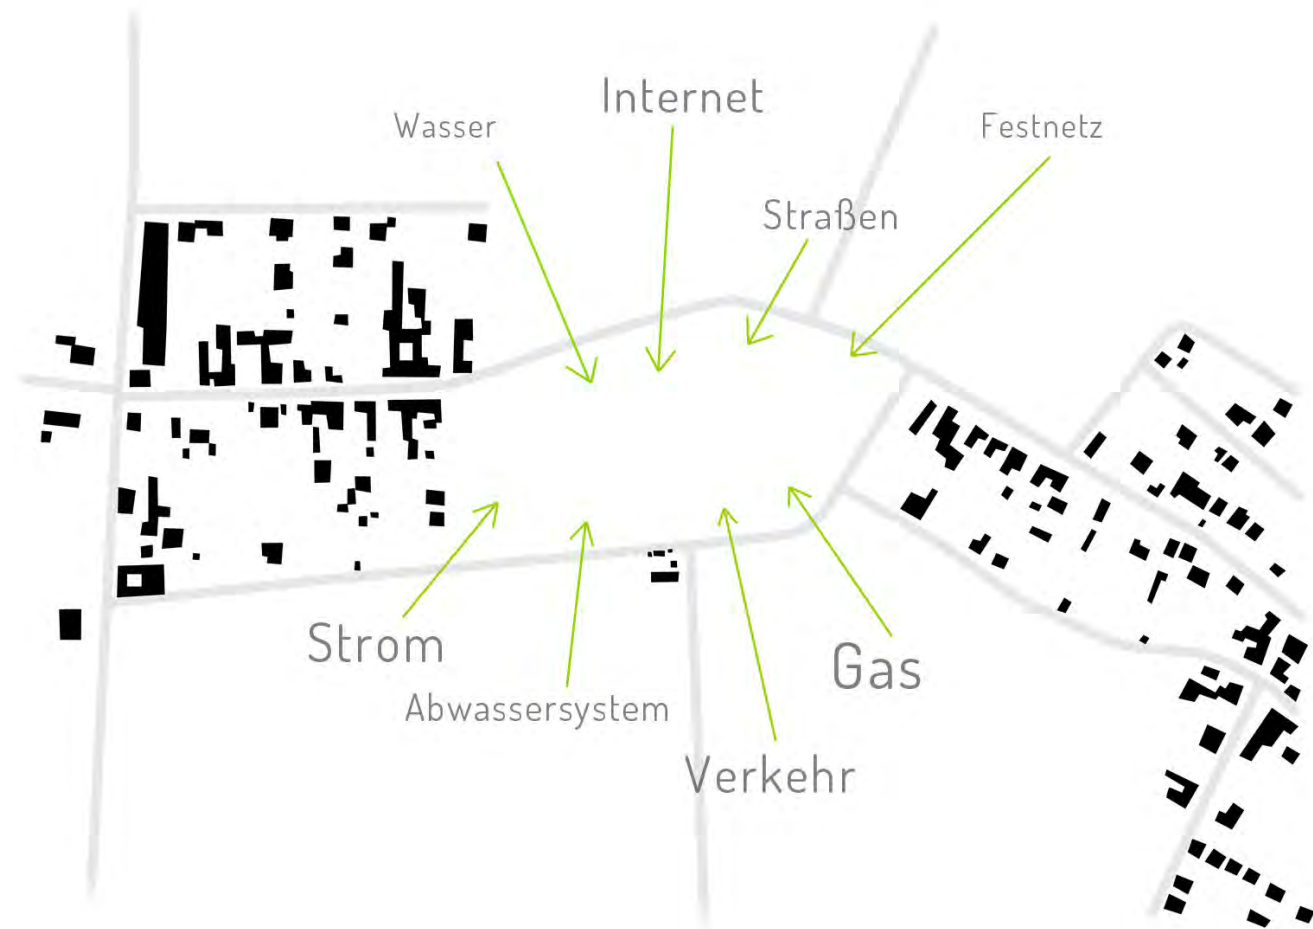 Internet
Wasser
Festnetz
Straßen
Strom
Gas
Abwassersystem
Verkehr